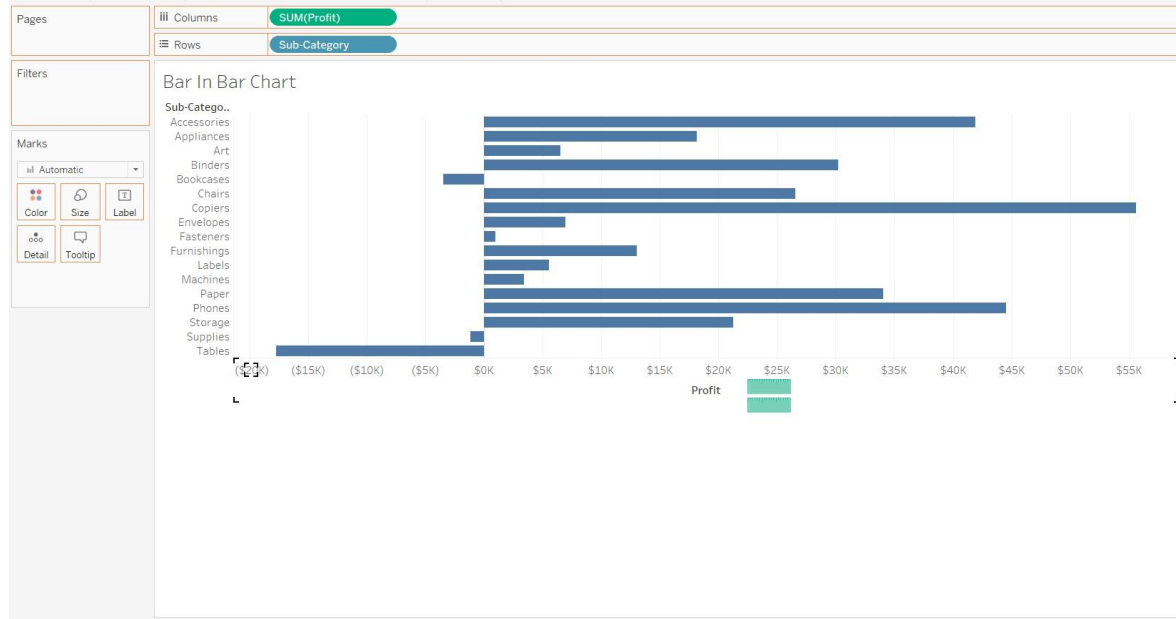 Pages
Columns
SUM(Profit)
Rows
Sub-Category
Filters
Marks
Automatic
Color
Size
Label
Detail
Tooltip
Bar In Bar Chart
Sub-Catego..
Accessories
Appliances
Art
Binders
Bookcases
Chairs
Copiers
Envelopes
Fasteners
Furnishings
Labels
Machines
Paper
Phones
Storage
Supplies
Tables
($20K) ($15K) ($10K) ($5K) $0K $5K $10K $15K $20K $25K $30K $35K $40K $45K $50K $55K
Profit